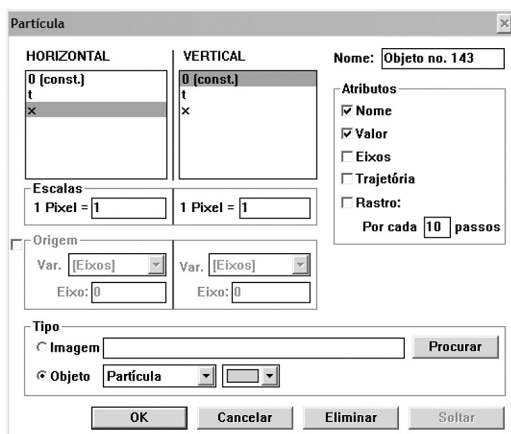 Partícula
HORIZONTAL
0 (const.)
t
x
VERTICAL
0 (const.)
t
x
Nome: Objeto no. 143
Atributos
Nome
Valor
Eixos
Trajetória
Rastro:
Por cada 10 passos
Escalas
1 Pixel = 1
1 Pixel = 1
Origem
Var. [Eixos]
Eixo: 0
Var. [Eixos]
Eixo: 0
Tipo
Imagem
Procurar
Objeto Partícula
OK Cancelar Eliminar Soltar